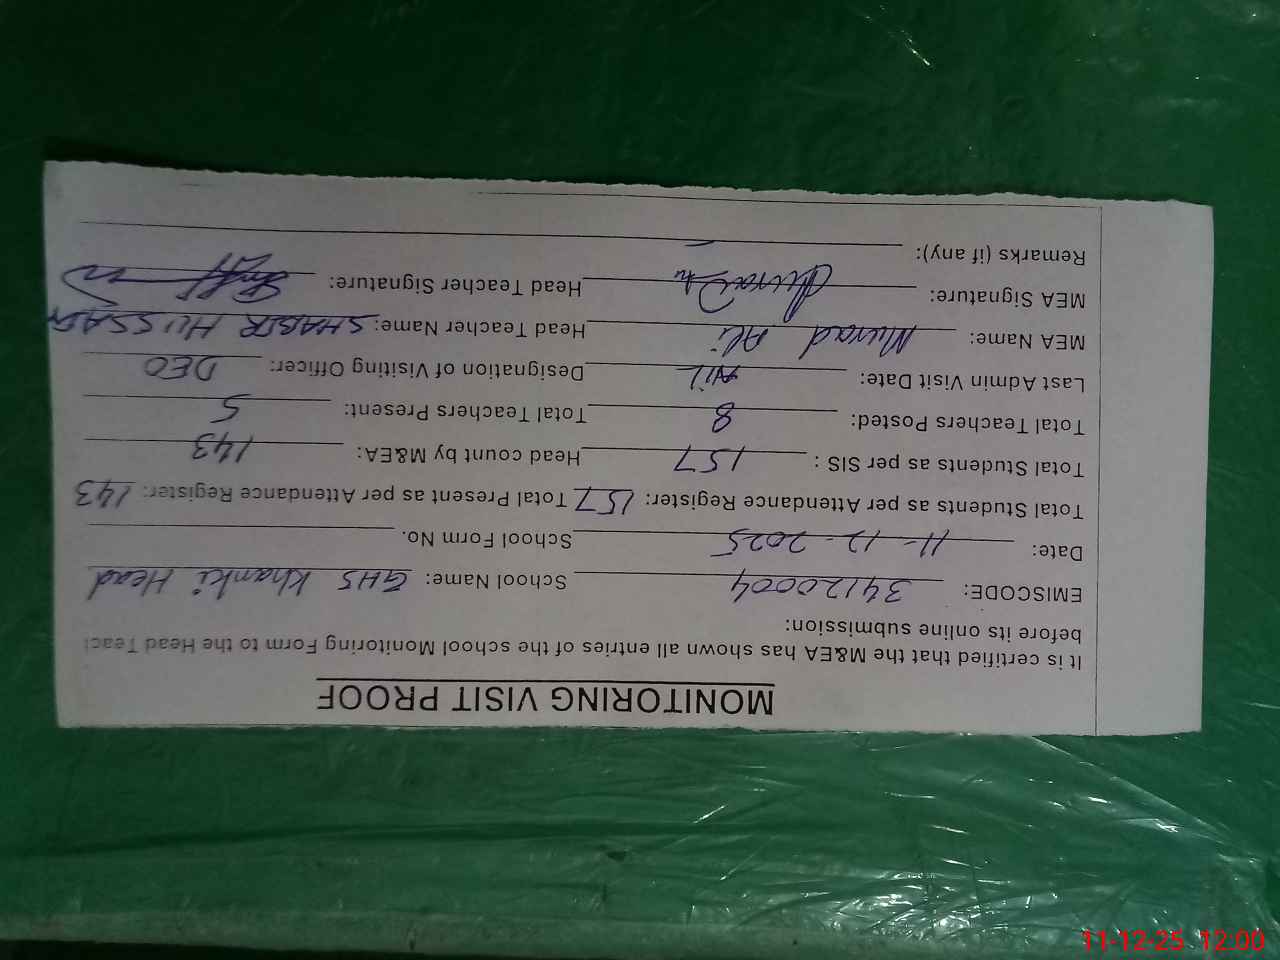 MONITORING VISIT PROOF
It is certified that the M&EA has shown all entries of the school Monitoring Form to the Head Teac
before its online submission:
EMISCODE: 34120004 School Name: GHS Khanki Head
Date: 11-12-2025 School Form No.
Total Students as per Attendance Register: 157 Total Present as per Attendance Register: 143
Total Students as per SIS : 157 Head count by M&EA: 143
Total Teachers Posted: 8 Total Teachers Present: 5
Last Admin Visit Date: Nil Designation of Visiting Officer: DEO
MEA Name: Murad Ali Head Teacher Name: SHABIR HUSSAIN
MEA Signature: Head Teacher Signature:
Remarks (if any): –
11-12-25 12:00